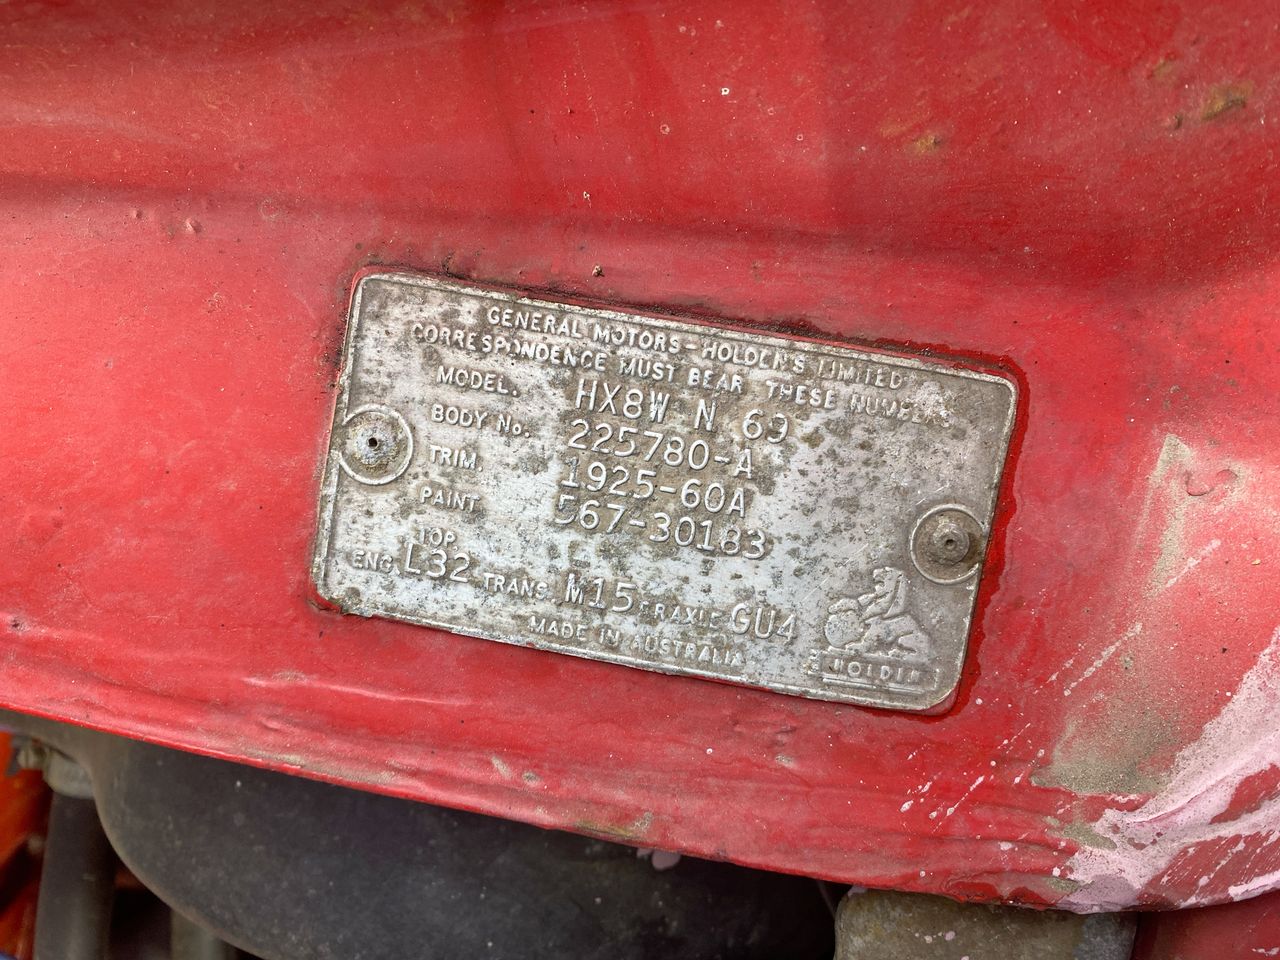 GENERAL MOTORS-HOLDEN'S LIMITED
CORRESPONDENCE MUST BEAR THESE NUMBERS
MODEL. HX8W N 69
BODY No. 225780-A
TRIM. 1925-60A
PAINT 567-30183
TOP
ENG. L32 TRANS. M15 F.R.AXLE GU4
MADE IN AUSTRALIA
HOLDEN